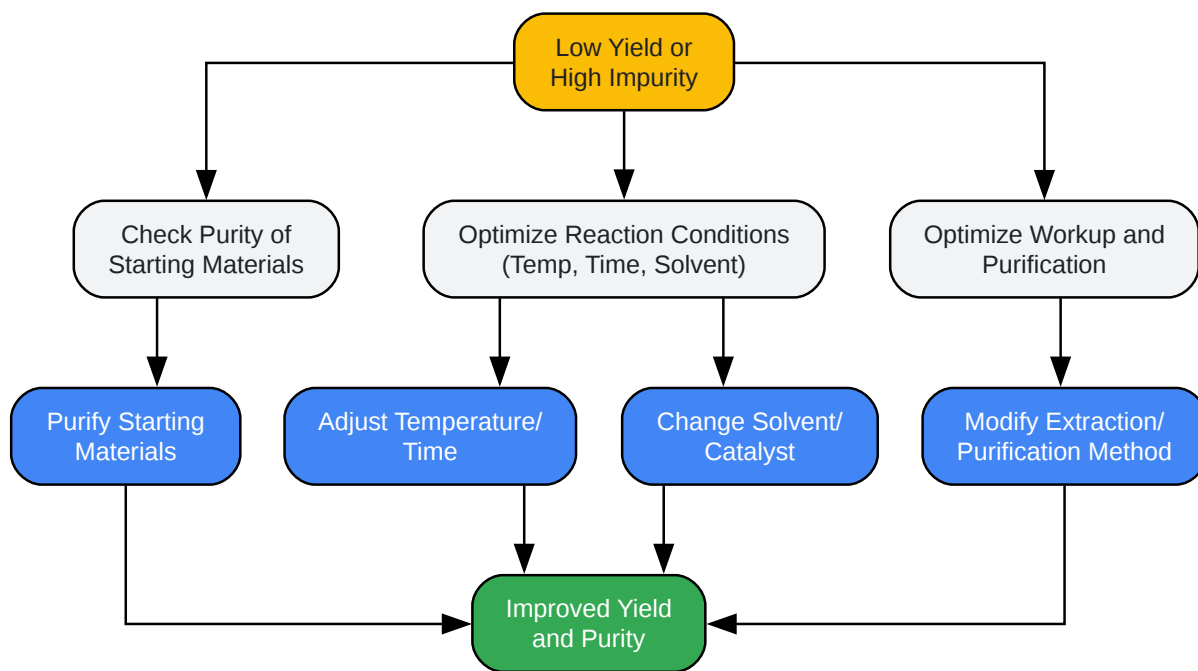 Low Yield or
High Impurity
Check Purity of
Starting Materials
Optimize Reaction Conditions
(Temp, Time, Solvent)
Optimize Workup and
Purification
Purify Starting
Materials
Adjust Temperature/
Time
Change Solvent/
Catalyst
Modify Extraction/
Purification Method
Improved Yield
and Purity